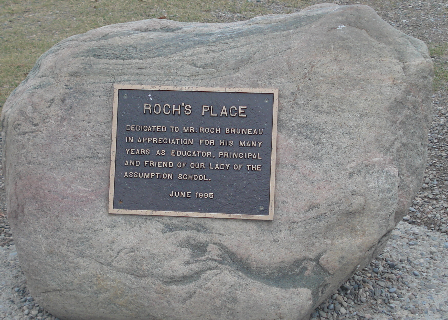 ROCH'S PLACE
DEDICATED TO MR. ROCH BRUNEAU
IN APPRECIATION FOR HIS MANY
YEARS AS EDUCATOR, PRINCIPAL
AND FRIEND OF OUR LADY OF THE
ASSUMPTION SCHOOL.
JUNE 1995